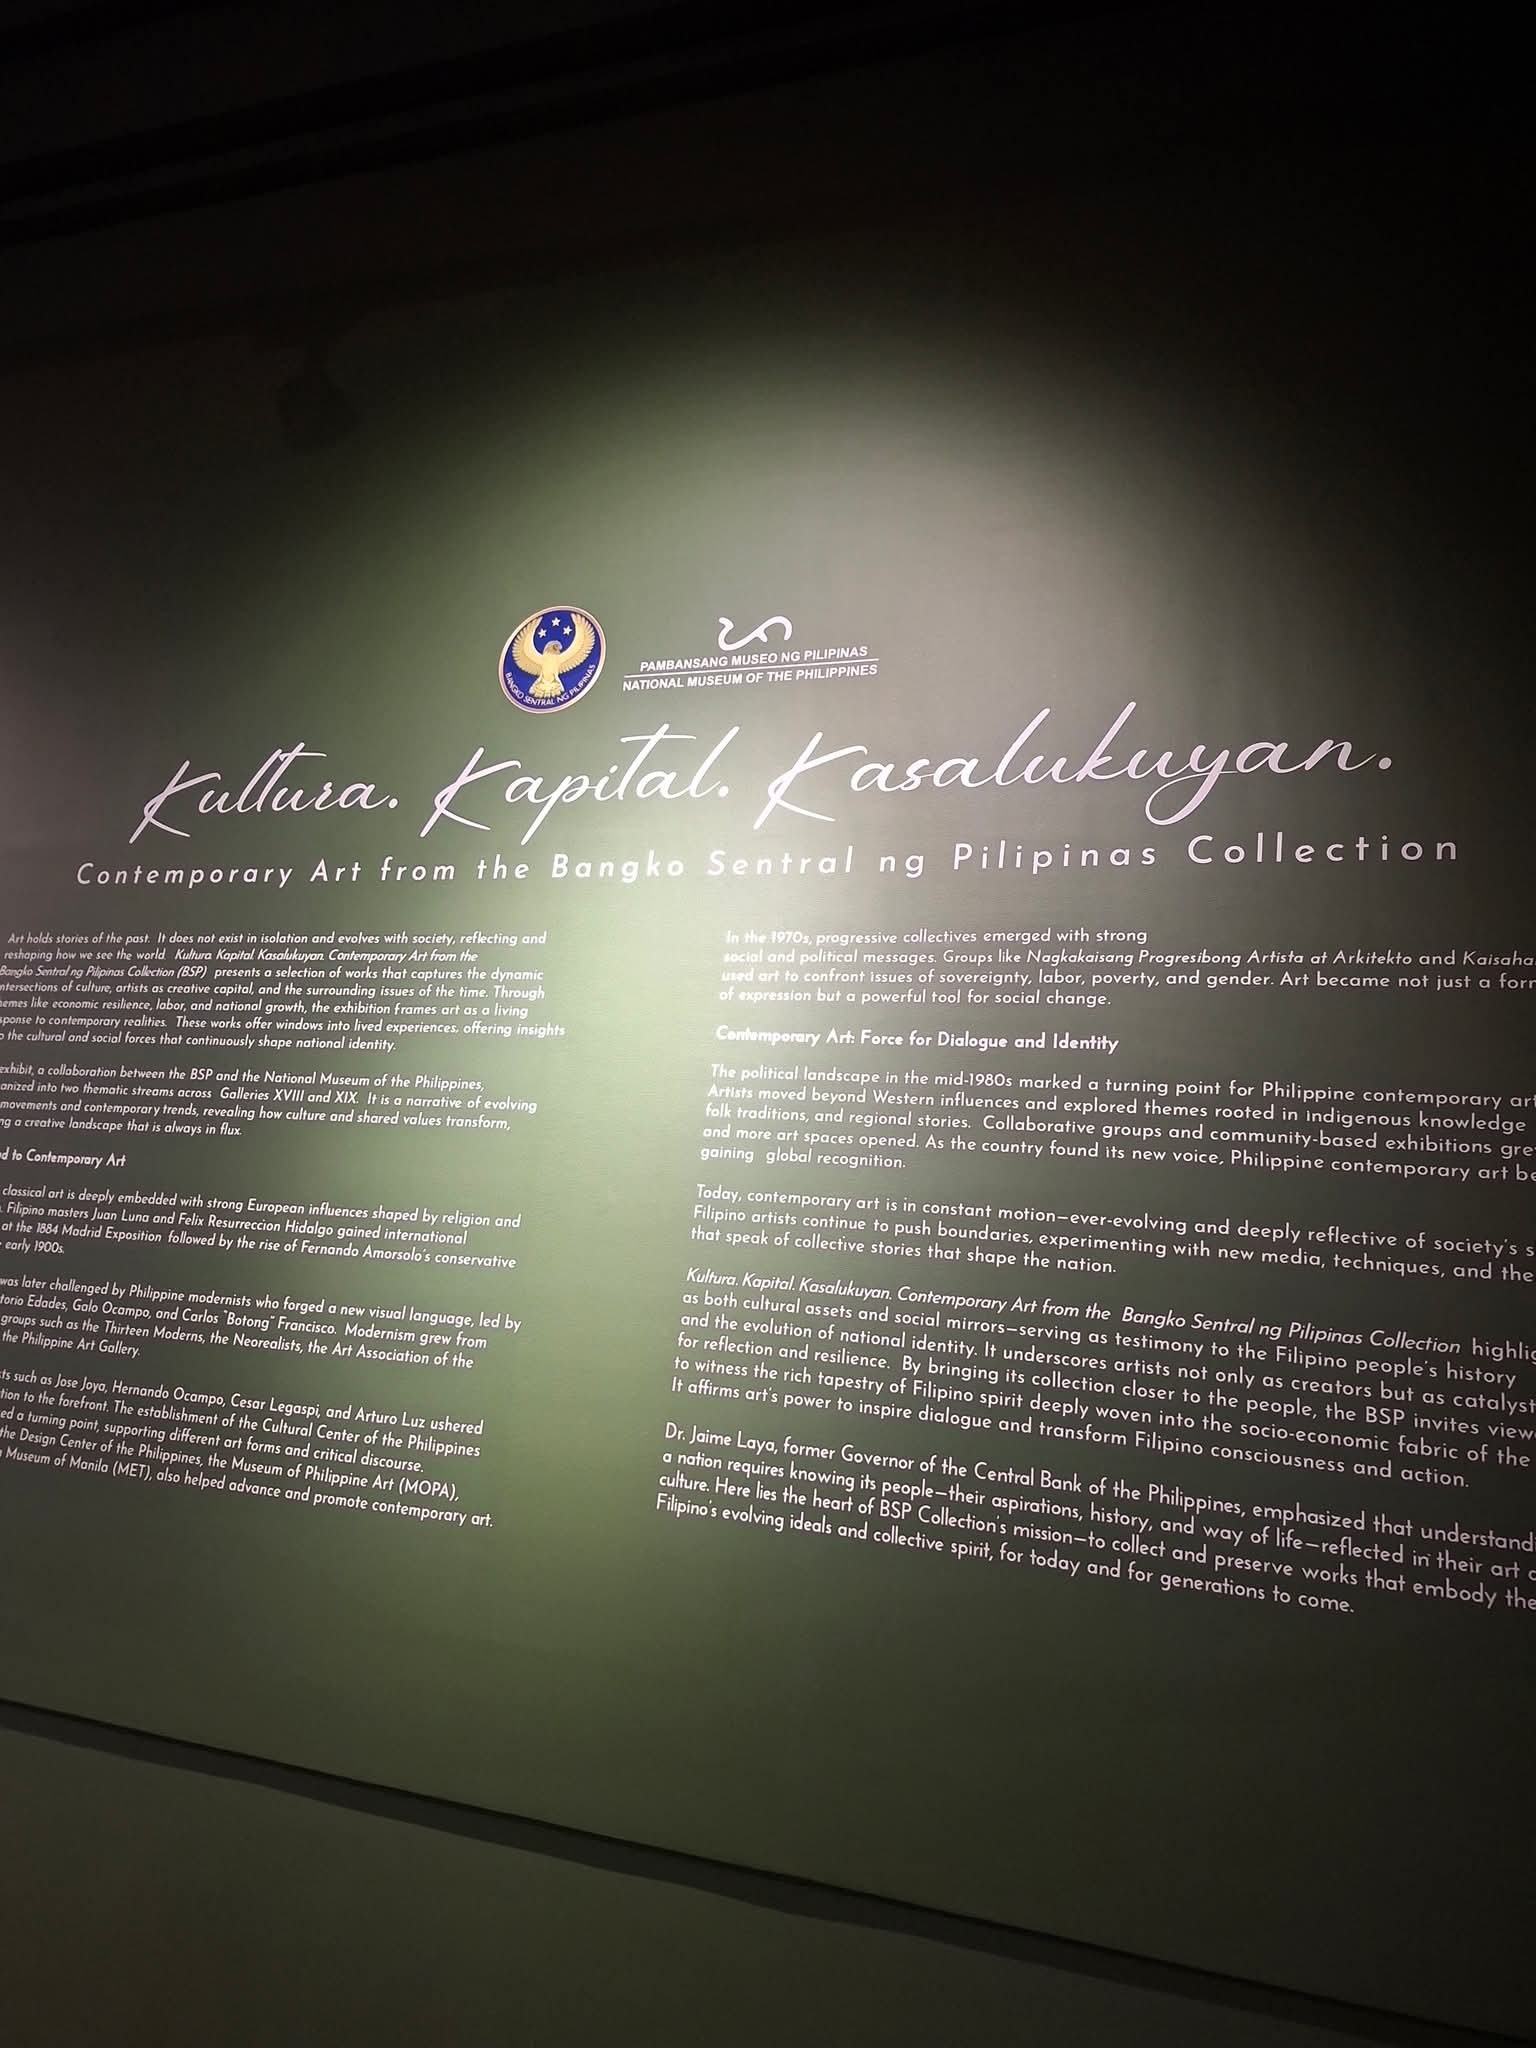 BANGKO SENTRAL NG PILIPINAS
PAMBANSANG MUSEO NG PILIPINAS
NATIONAL MUSEUM OF THE PHILIPPINES
Kultura. Kapital. Kasalukuyan.
Contemporary Art from the Bangko Sentral ng Pilipinas Collection
Art holds stories of the past. It does not exist in isolation and evolves with society, reflecting and
reshaping how we see the world. Kultura. Kapital. Kasalukuyan. Contemporary Art from the
Bangko Sentral ng Pilipinas Collection (BSP) presents a selection of works that captures the dynamic
ntersections of culture, artists as creative capital, and the surrounding issues of the time. Through
hemes like economic resilience, labor, and national growth, the exhibition frames art as a living
sponse to contemporary realities. These works offer windows into lived experiences, offering insights
o the cultural and social forces that continuously shape national identity.
exhibit, a collaboration between the BSP and the National Museum of the Philippines,
anized into two thematic streams across Galleries XVIII and XIX. It is a narrative of evolving
movements and contemporary trends, revealing how culture and shared values transform,
ng a creative landscape that is always in flux.
d to Contemporary Art
classical art is deeply embedded with strong European influences shaped by religion and
. Filipino masters Juan Luna and Felix Resurreccion Hidalgo gained international
at the 1884 Madrid Exposition followed by the rise of Fernando Amorsolo's conservative
early 1900s.
was later challenged by Philippine modernists who forged a new visual language, led by
torio Edades, Galo Ocampo, and Carlos "Botong" Francisco. Modernism grew from
groups such as the Thirteen Moderns, the Neorealists, the Art Association of the
the Philippine Art Gallery.
sts such as Jose Joya, Hernando Ocampo, Cesar Legaspi, and Arturo Luz ushered
tion to the forefront. The establishment of the Cultural Center of the Philippines
ed a turning point, supporting different art forms and critical discourse.
the Design Center of the Philippines, the Museum of Philippine Art (MOPA),
Museum of Manila (MET), also helped advance and promote contemporary art.
In the 1970s, progressive collectives emerged with strong
social and political messages. Groups like Nagkakaisang Progresibong Artista at Arkitekto and Kaisaha
used art to confront issues of sovereignty, labor, poverty, and gender. Art became not just a form
of expression but a powerful tool for social change.
Contemporary Art: Force for Dialogue and Identity
The political landscape in the mid-1980s marked a turning point for Philippine contemporary art
Artists moved beyond Western influences and explored themes rooted in indigenous knowledge
folk traditions, and regional stories. Collaborative groups and community-based exhibitions gre
and more art spaces opened. As the country found its new voice, Philippine contemporary art be
gaining global recognition.
Today, contemporary art is in constant motion—ever-evolving and deeply reflective of society's s
Filipino artists continue to push boundaries, experimenting with new media, techniques, and the
that speak of collective stories that shape the nation.
Kultura. Kapital. Kasalukuyan. Contemporary Art from the Bangko Sentral ng Pilipinas Collection highlig
as both cultural assets and social mirrors—serving as testimony to the Filipino people's history
and the evolution of national identity. It underscores artists not only as creators but as catalyst
for reflection and resilience. By bringing its collection closer to the people, the BSP invites view
to witness the rich tapestry of Filipino spirit deeply woven into the socio-economic fabric of the
It affirms art's power to inspire dialogue and transform Filipino consciousness and action.
Dr. Jaime Laya, former Governor of the Central Bank of the Philippines, emphasized that understandi
a nation requires knowing its people—their aspirations, history, and way of life—reflected in their art
culture. Here lies the heart of BSP Collection's mission—to collect and preserve works that embody the
Filipino's evolving ideals and collective spirit, for today and for generations to come.